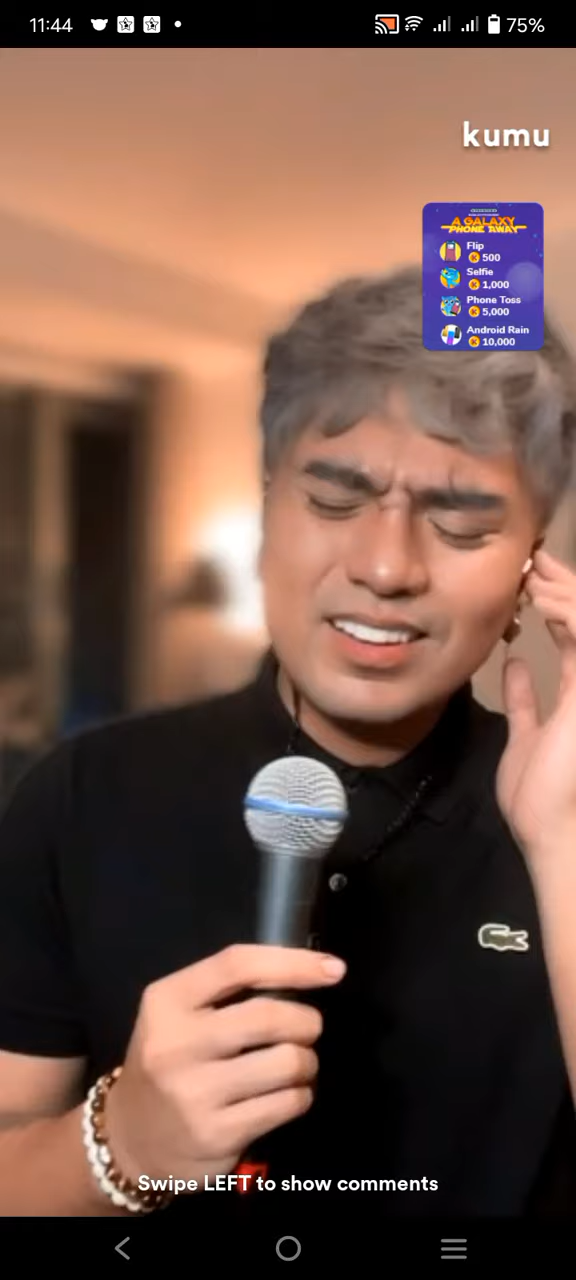 11:44
75%
kumu
A GALAXY
PHONE AWAY
Flip
500
Selfie
1,000
Phone Toss
5,000
Android Rain
10,000
Swipe LEFT to show comments